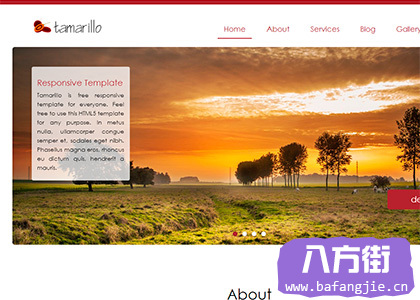 tamarillo
Home About Services Blog Gallery
Responsive Template
Tamarillo is free responsive
template for everyone. Feel
free to use this HTML5 template
for any purpose. In metus
nulla, ullamcorper congue
semper et, sodales eget nibh.
Phasellus magna eros, rhoncus
eu dictum quis, hendrerit a
mauris.
de
About
八方街
www.bafangjie.cn